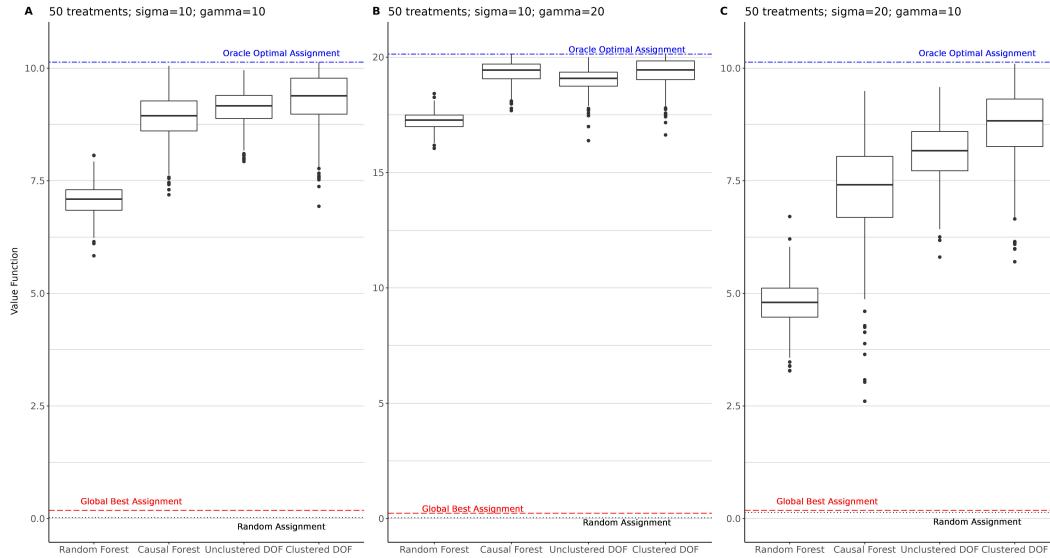 A 50 treatments; sigma=10; gamma=10
Oracle Optimal Assignment
10.0
7.5
5.0
2.5
0.0
Value Function
Global Best Assignment
Random Assignment
Random Forest Causal Forest Unclustered DOF Clustered DOF
B 50 treatments; sigma=10; gamma=20
Oracle Optimal Assignment
20
15
10
5
0
Global Best Assignment
Random Assignment
Random Forest Causal Forest Unclustered DOF Clustered DOF
C 50 treatments; sigma=20; gamma=10
Oracle Optimal Assignment
10.0
7.5
5.0
2.5
0.0
Global Best Assignment
Random Assignment
Random Forest Causal Forest Unclustered DOF Clustered DOF